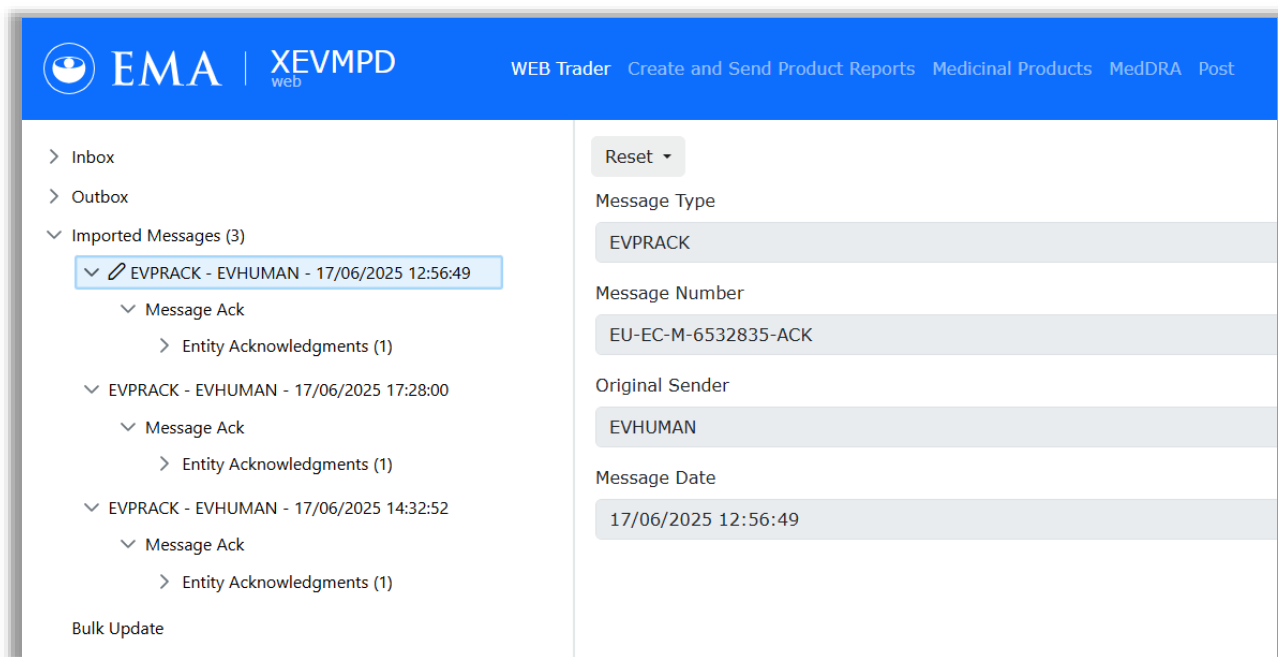 EMA
XEVMPD
web
WEB Trader Create and Send Product Reports Medicinal Products MedDRA Post
Inbox
Outbox
Imported Messages (3)
EVPRACK - EVHUMAN - 17/06/2025 12:56:49
Message Ack
Entity Acknowledgments (1)
EVPRACK - EVHUMAN - 17/06/2025 17:28:00
Message Ack
Entity Acknowledgments (1)
EVPRACK - EVHUMAN - 17/06/2025 14:32:52
Message Ack
Entity Acknowledgments (1)
Bulk Update
Reset
Message Type
EVPRACK
Message Number
EU-EC-M-6532835-ACK
Original Sender
EVHUMAN
Message Date
17/06/2025 12:56:49